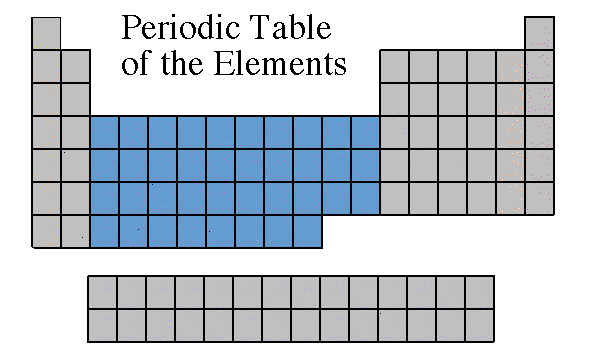 Periodic Table
of the Elements